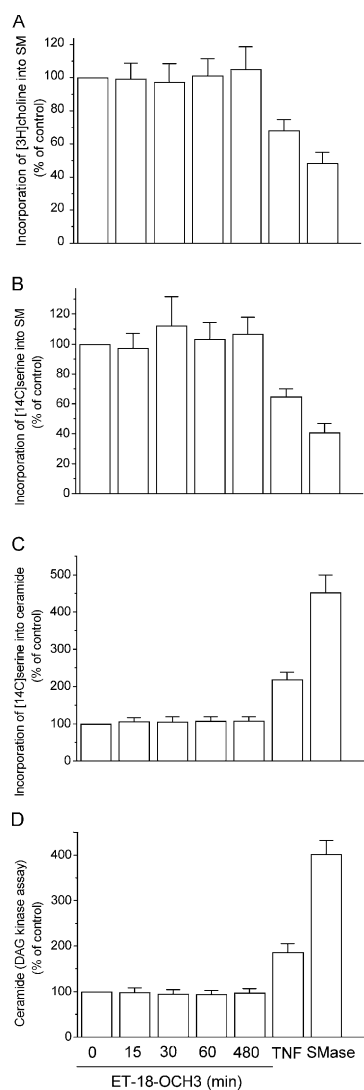 A
Incorporation of [3H]choline into SM
(% of control)
120
100
80
60
40
20
0
B
Incorporation of [14C]serine into SM
(% of control)
120
100
80
60
40
20
0
C
Incorporation of [14C]serine into ceramide
(% of control)
500
400
300
200
100
0
D
Ceramide (DAG kinase assay)
(% of control)
400
300
200
100
0
0 15 30 60 480 TNF SMase
ET-18-OCH3 (min)